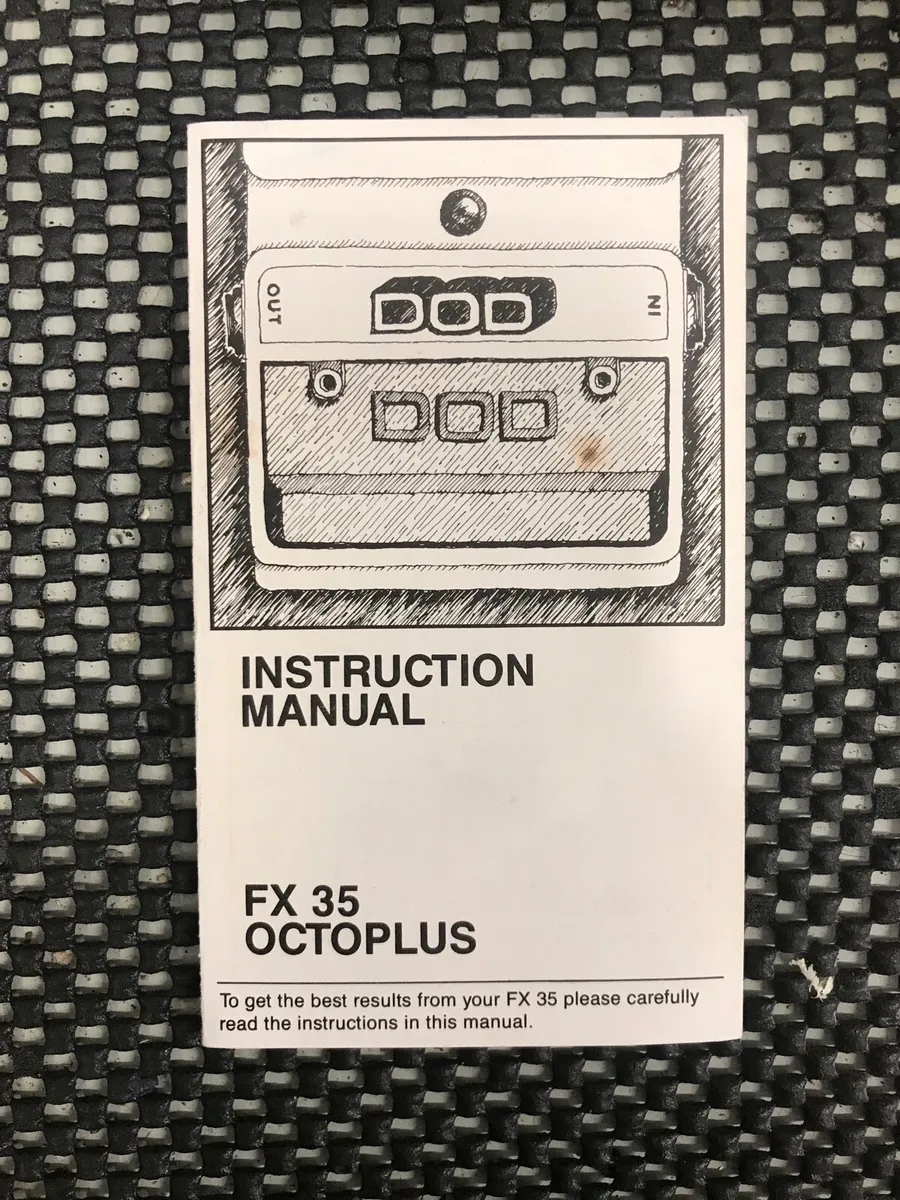 OUT
DOD
IN
DOD
INSTRUCTION
MANUAL
FX 35
OCTOPLUS
To get the best results from your FX 35 please carefully
read the instructions in this manual.